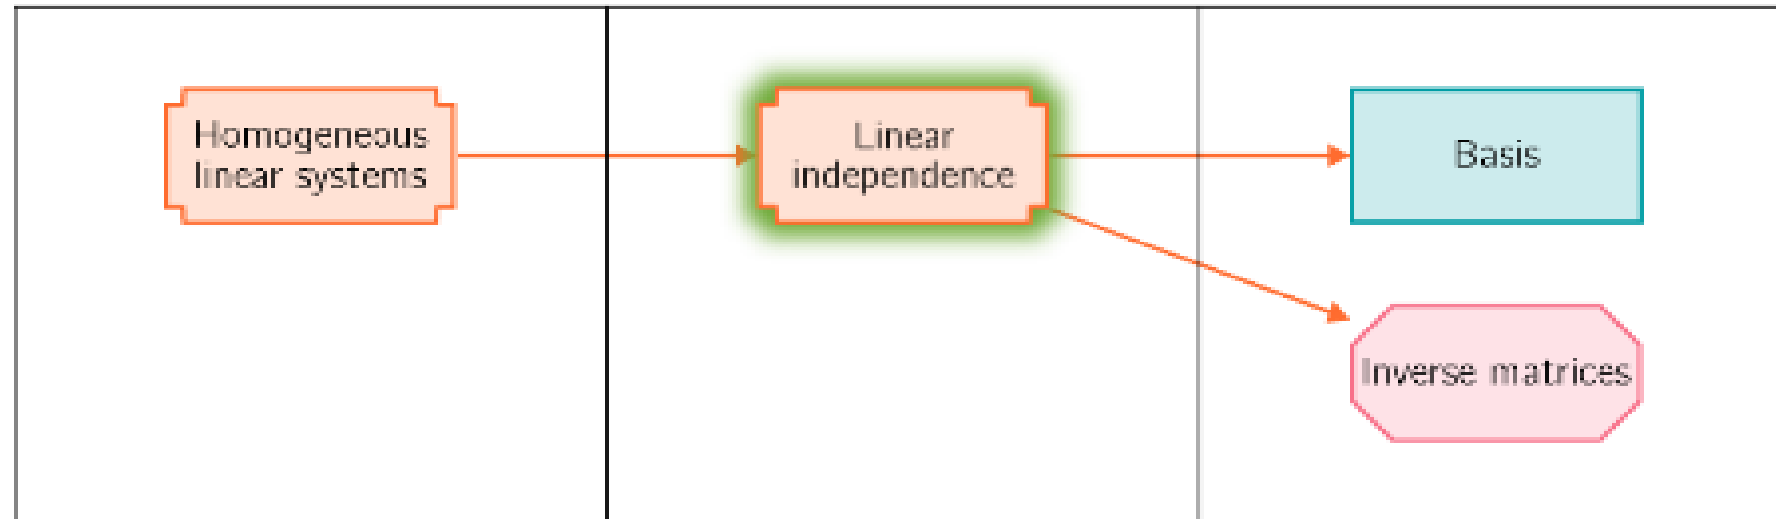 Homogeneous
linear systems
Linear
independence
Basis
Inverse matrices